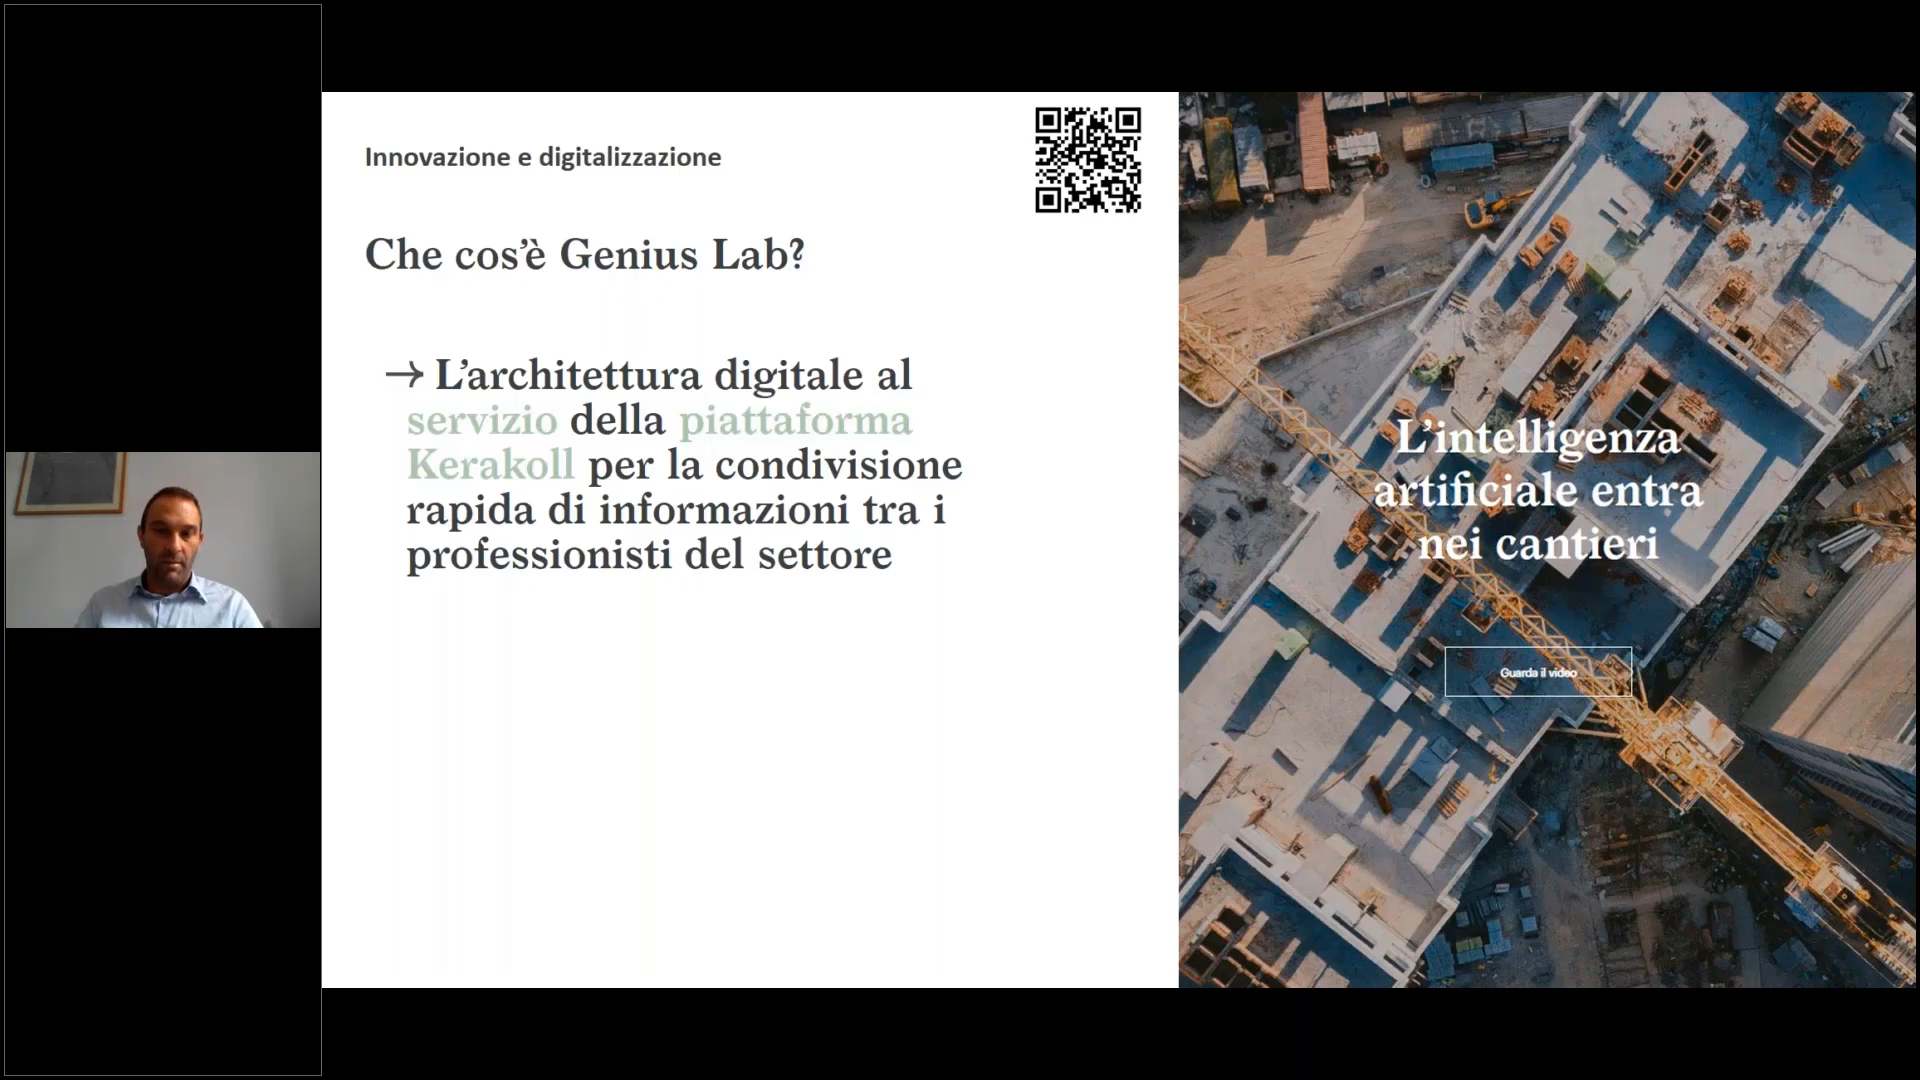 Innovazione e digitalizzazione
Che cos'è Genius Lab?
→ L'architettura digitale al
servizio della piattaforma
Kerakoll per la condivisione
rapida di informazioni tra i
professionisti del settore
L'intelligenza
artificiale entra
nei cantieri
Guarda il video